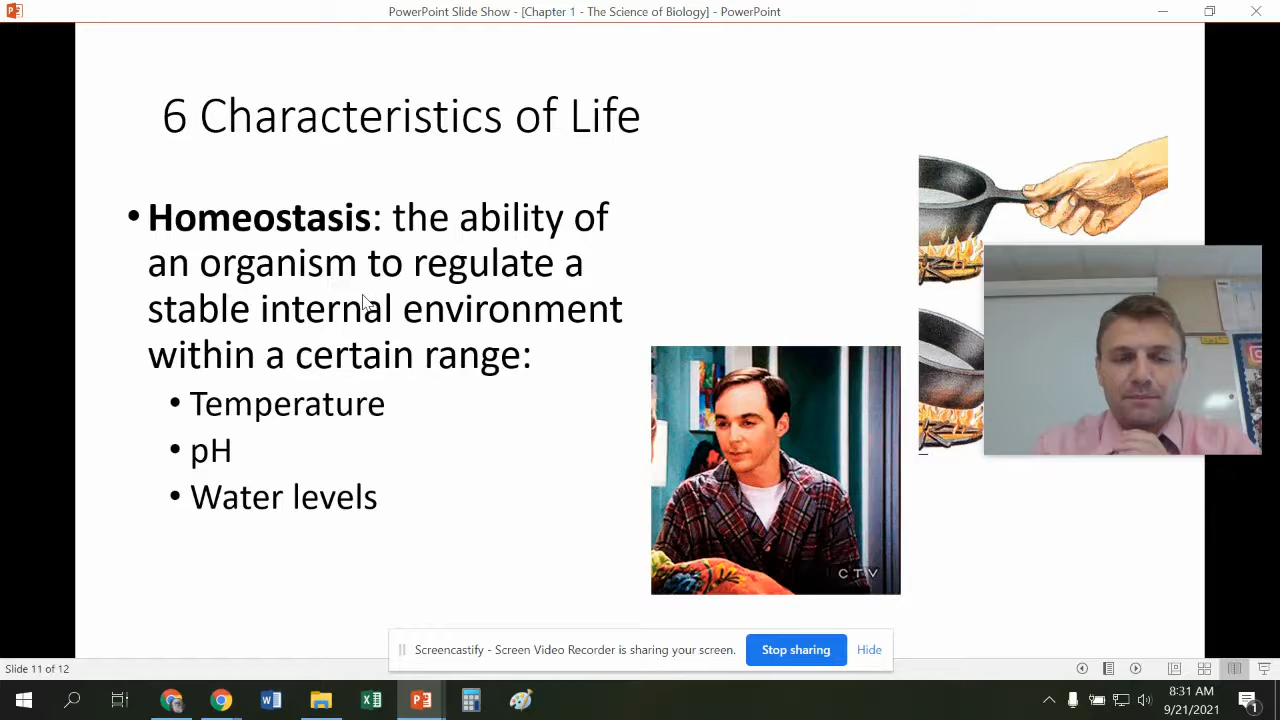 PowerPoint Slide Show - [Chapter 1 - The Science of Biology] - PowerPoint
6 Characteristics of Life
• Homeostasis: the ability of
an organism to regulate a
stable internal environment
within a certain range:
• Temperature
• pH
• Water levels
CTV
Screencastify - Screen Video Recorder is sharing your screen.
Stop sharing
Hide
Slide 11 of 12
8:31 AM
9/21/2021
1